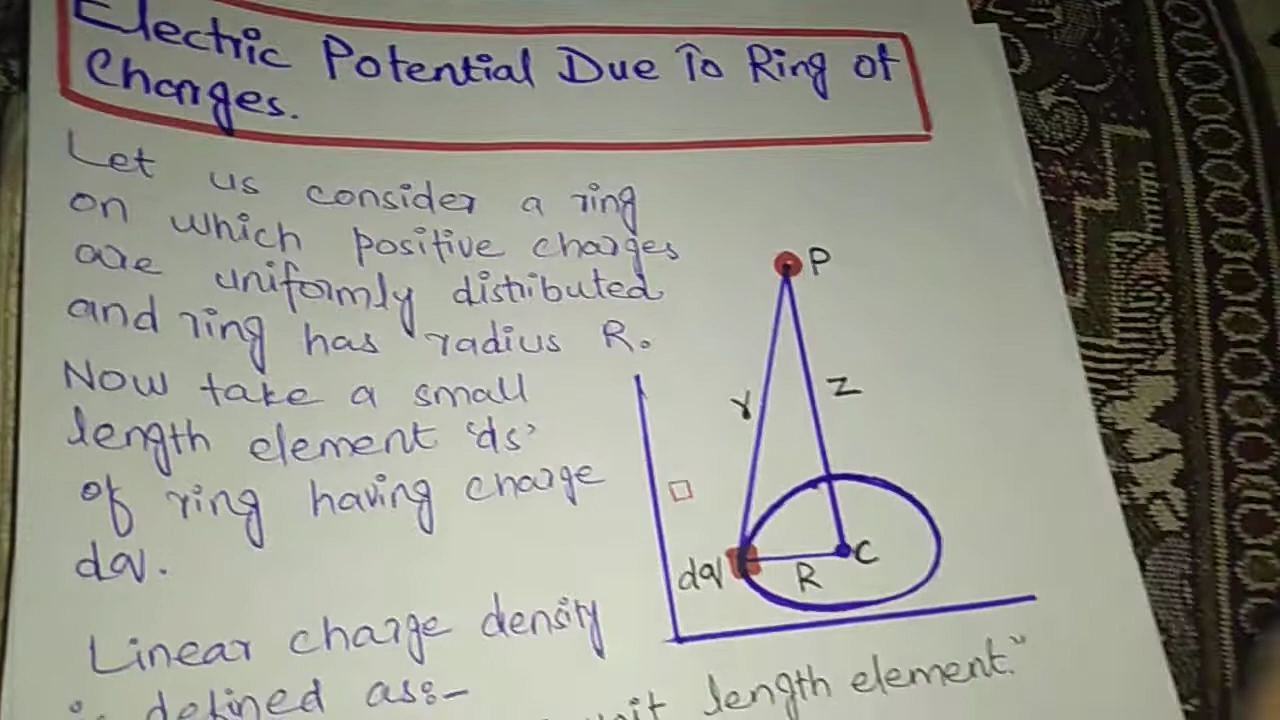 Electric Potential Due To Ring of
Charges.
Let us consider a ring
on which positive charges
are uniformly distributed
and ring has radius R.
Now take a small
length element 'ds'
of ring having charge
dq.
P
r
z
dq
R
C
Linear charge density
is defined as:-
unit length element."